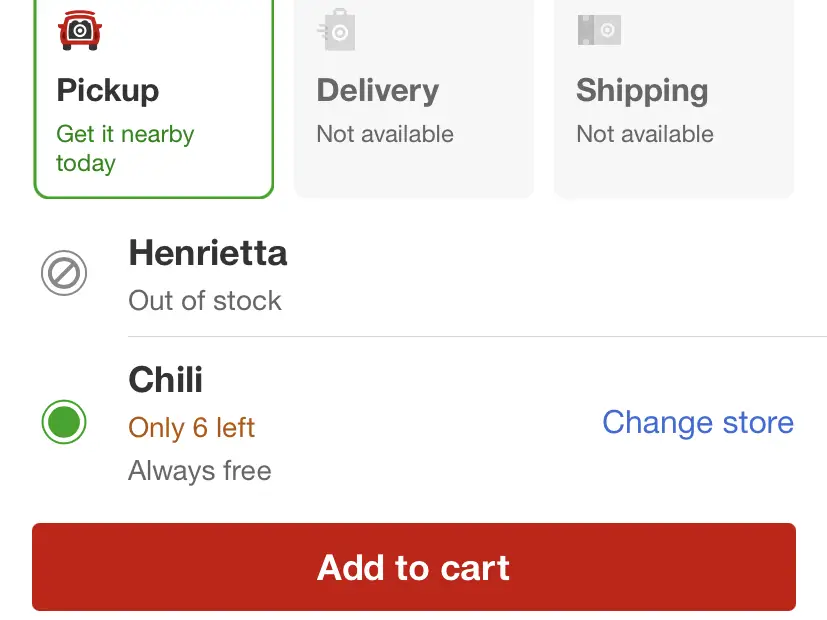 Pickup
Get it nearby
today
Delivery
Not available
Shipping
Not available
Henrietta
Out of stock
Chili
Only 6 left
Always free
Change store
Add to cart